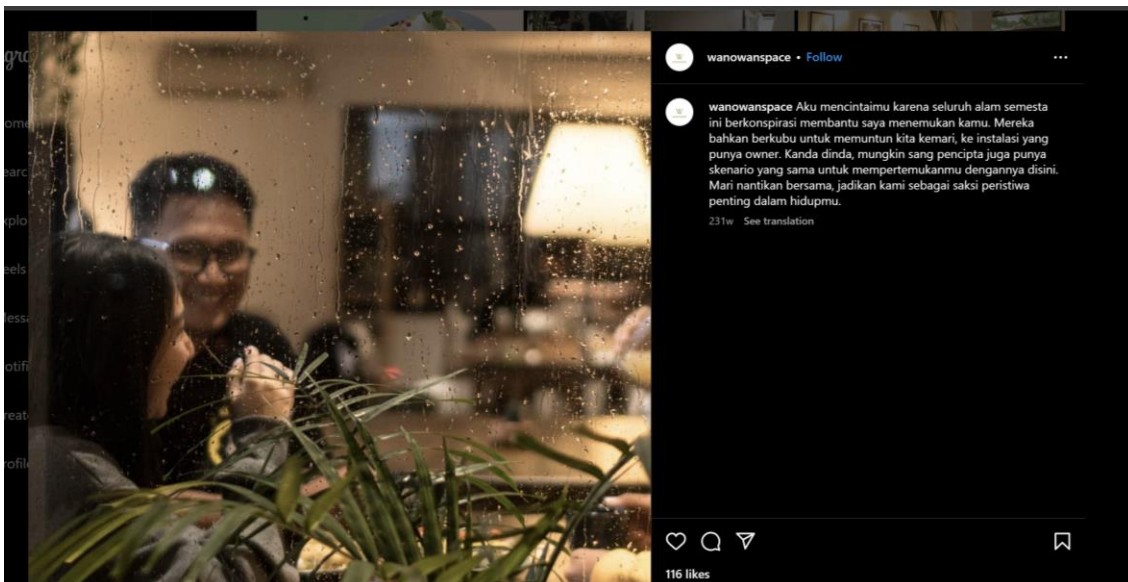 wanowanspace • Follow
wanowanspace Aku mencintaimu karena seluruh alam semesta
ini berkonspirasi membantu saya menemukan kamu. Mereka
bahkan berkubu untuk memuntun kita kemari, ke instalasi yang
punya owner. Kanda dinda, mungkin sang pencipta juga punya
skenario yang sama untuk mempertemukanmu dengannya disini.
Mari nantikan bersama, jadikan kami sebagai saksi peristiwa
penting dalam hidupmu.
231w See translation
116 likes